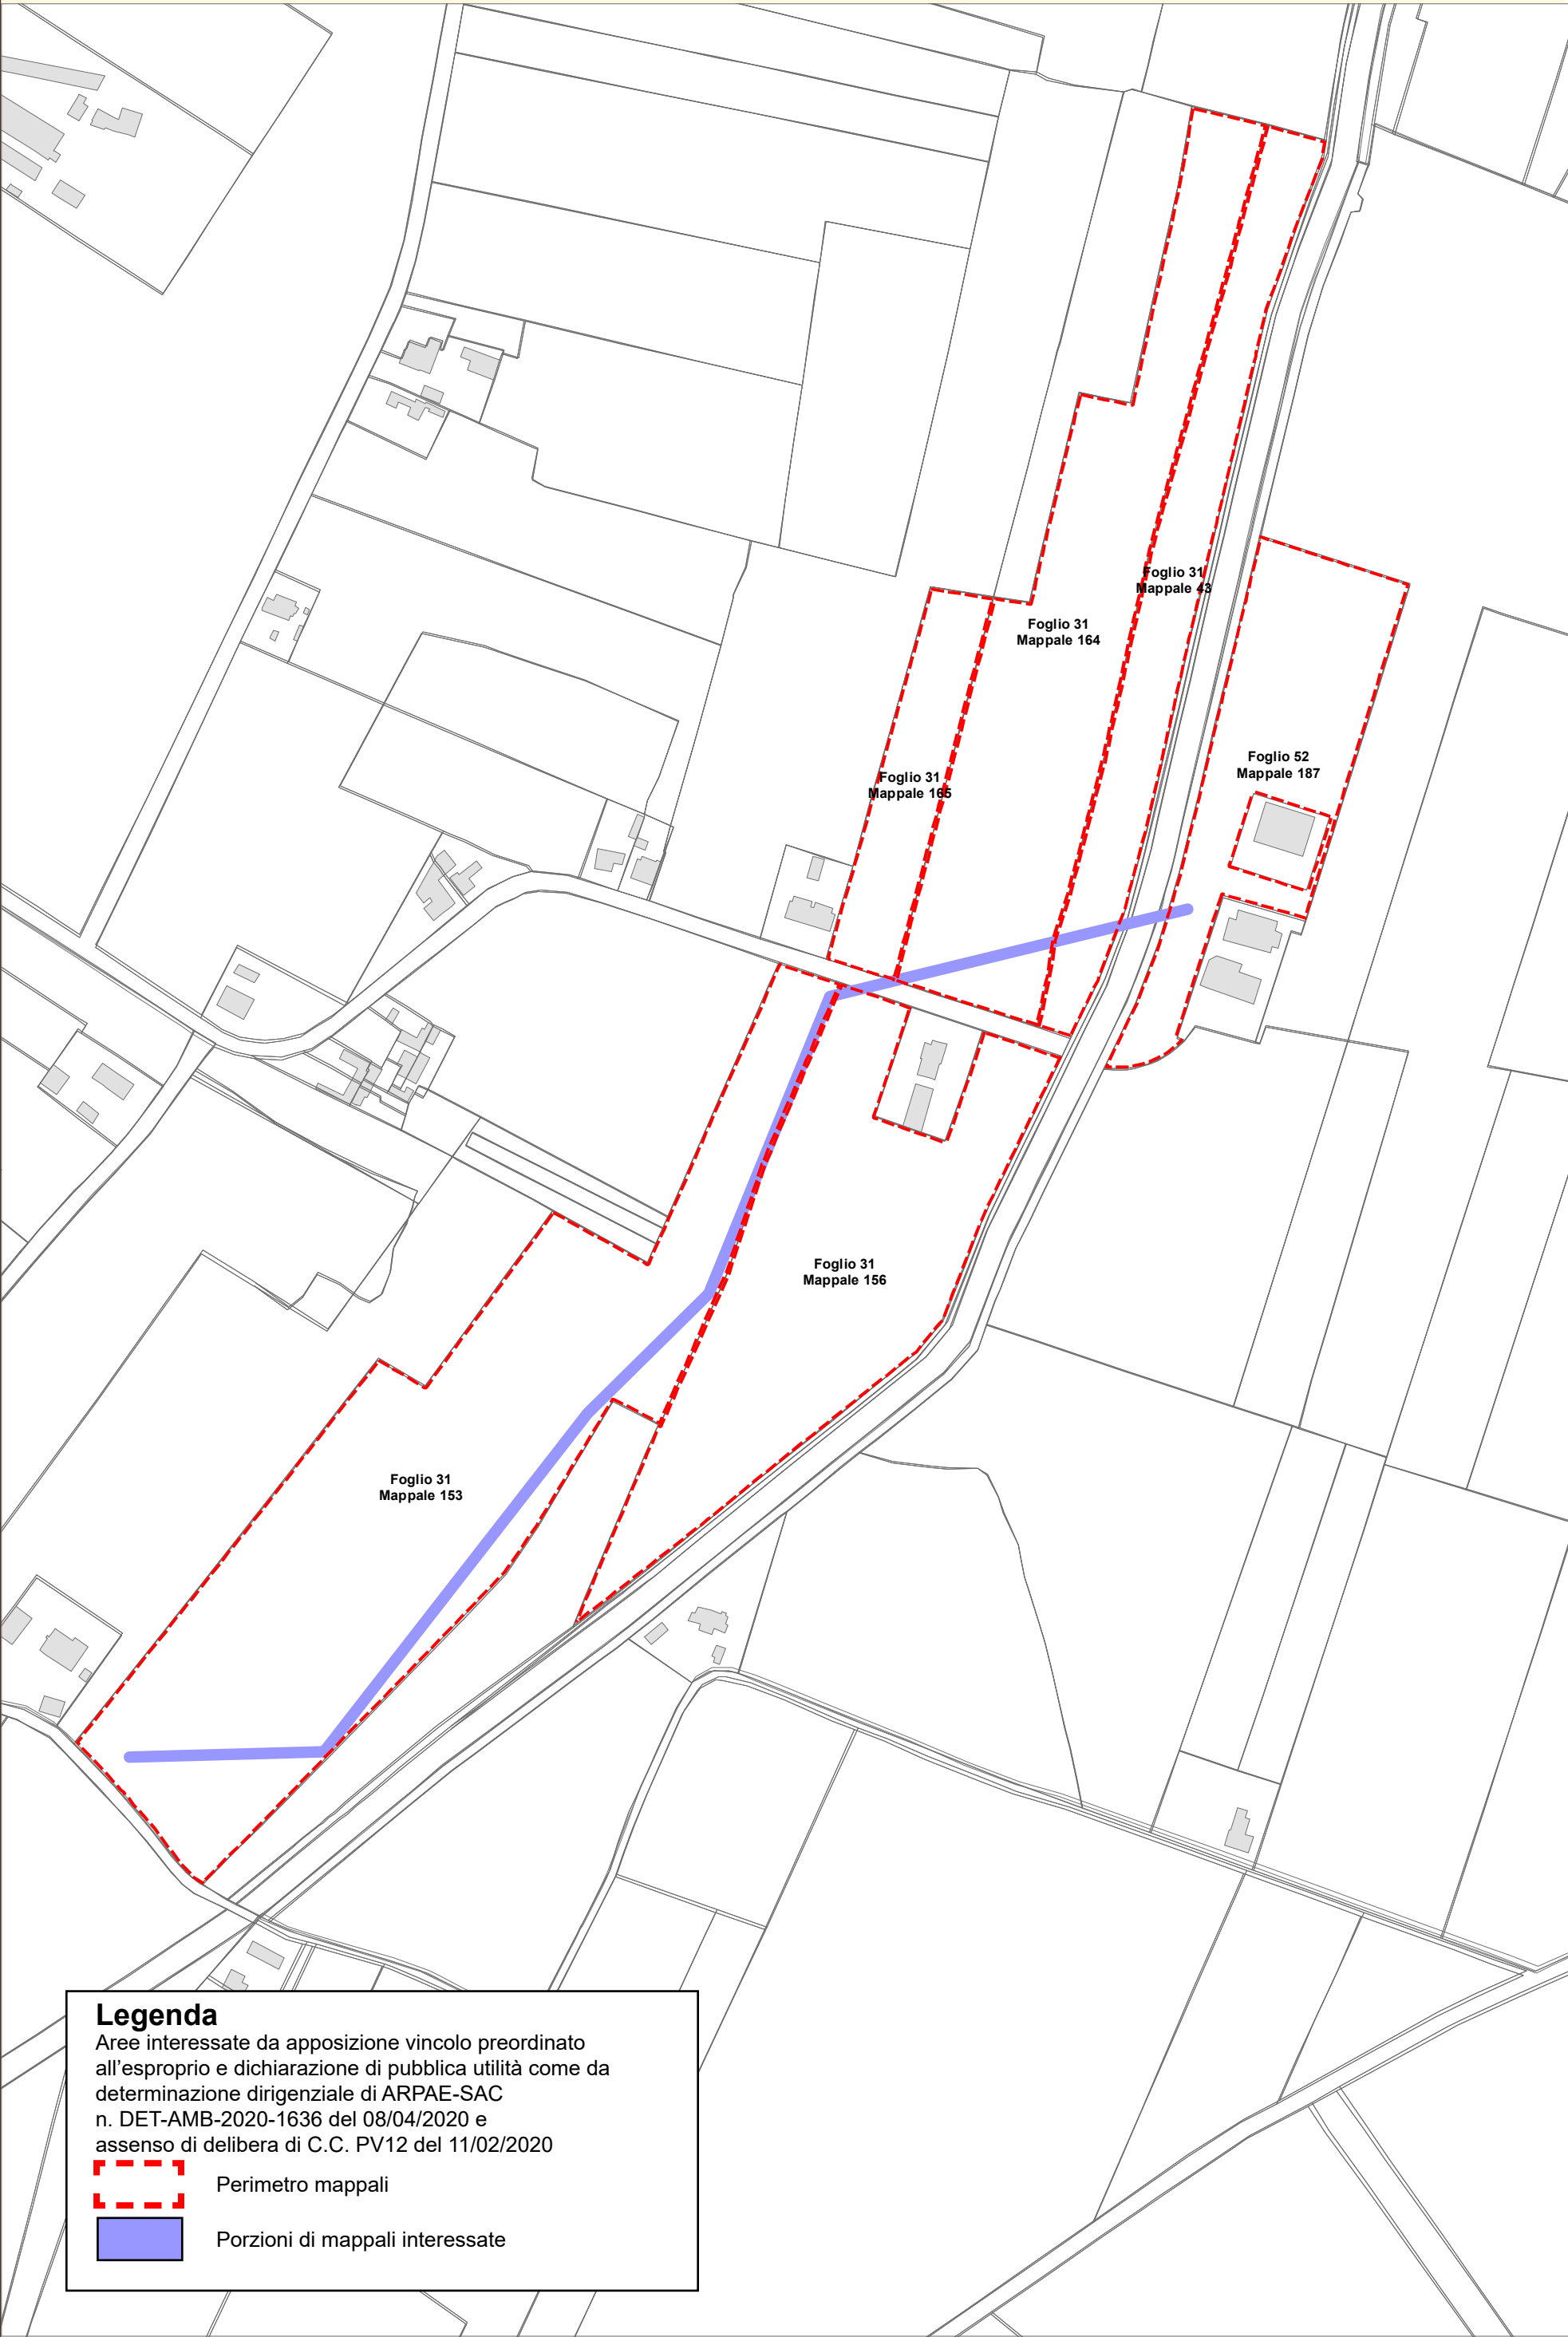 Foglio 31
Mappale 43
Foglio 31
Mappale 164
Foglio 52
Mappale 187
Foglio 31
Mappale 165
Foglio 31
Mappale 156
Foglio 31
Mappale 153
Legenda
Aree interessate da apposizione vincolo preordinato
all’esproprio e dichiarazione di pubblica utilità come da
determinazione dirigenziale di ARPAE-SAC
n. DET-AMB-2020-1636 del 08/04/2020 e
assenso di delibera di C.C. PV12 del 11/02/2020
Perimetro mappali
Porzioni di mappali interessate